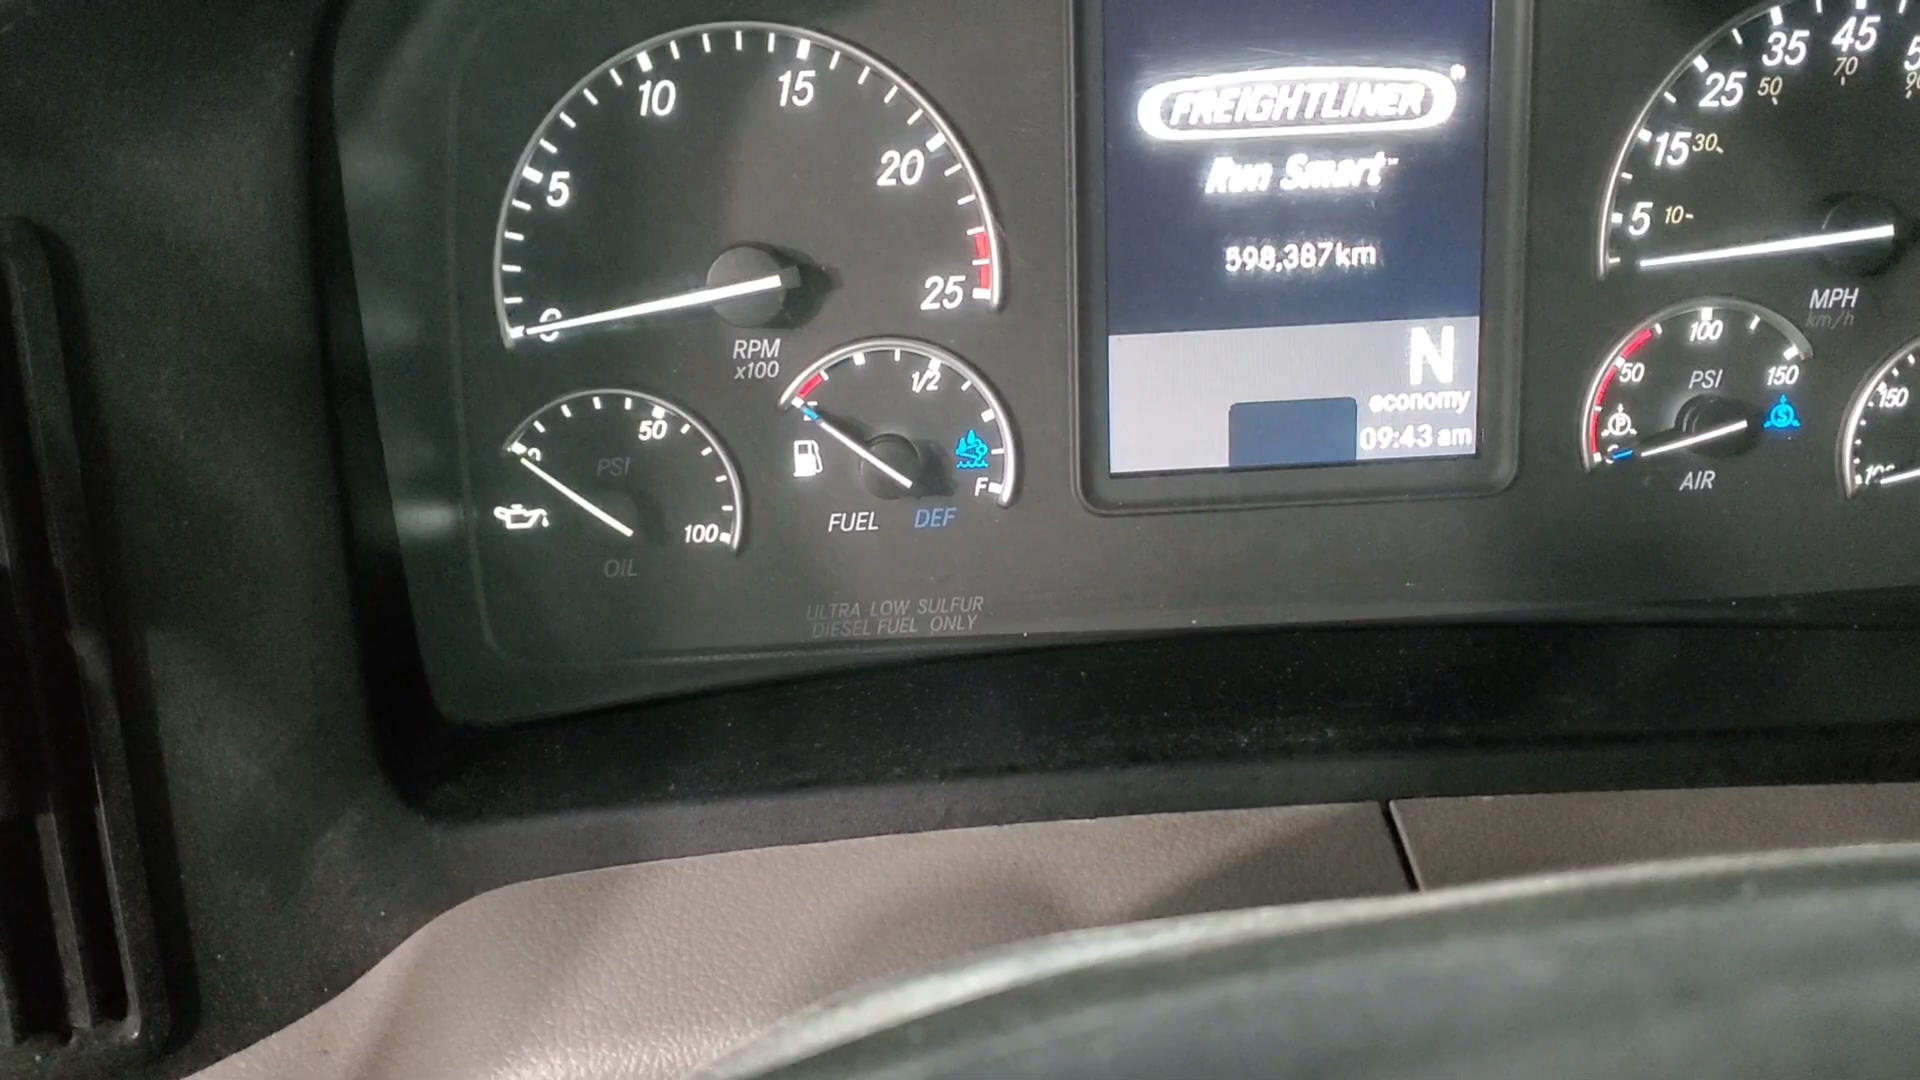 5
10
15
20
25
0
RPM
x100
50
PSI
100
OIL
1/2
F
FUEL DEF
ULTRA LOW SULFUR
DIESEL FUEL ONLY
FREIGHTLINER
Run Smart™
598,387km
N
economy
09:43 am
5
15
25
35
45
10
30
50
70
MPH
km/h
50
100
150
PSI
P
S
AIR
150